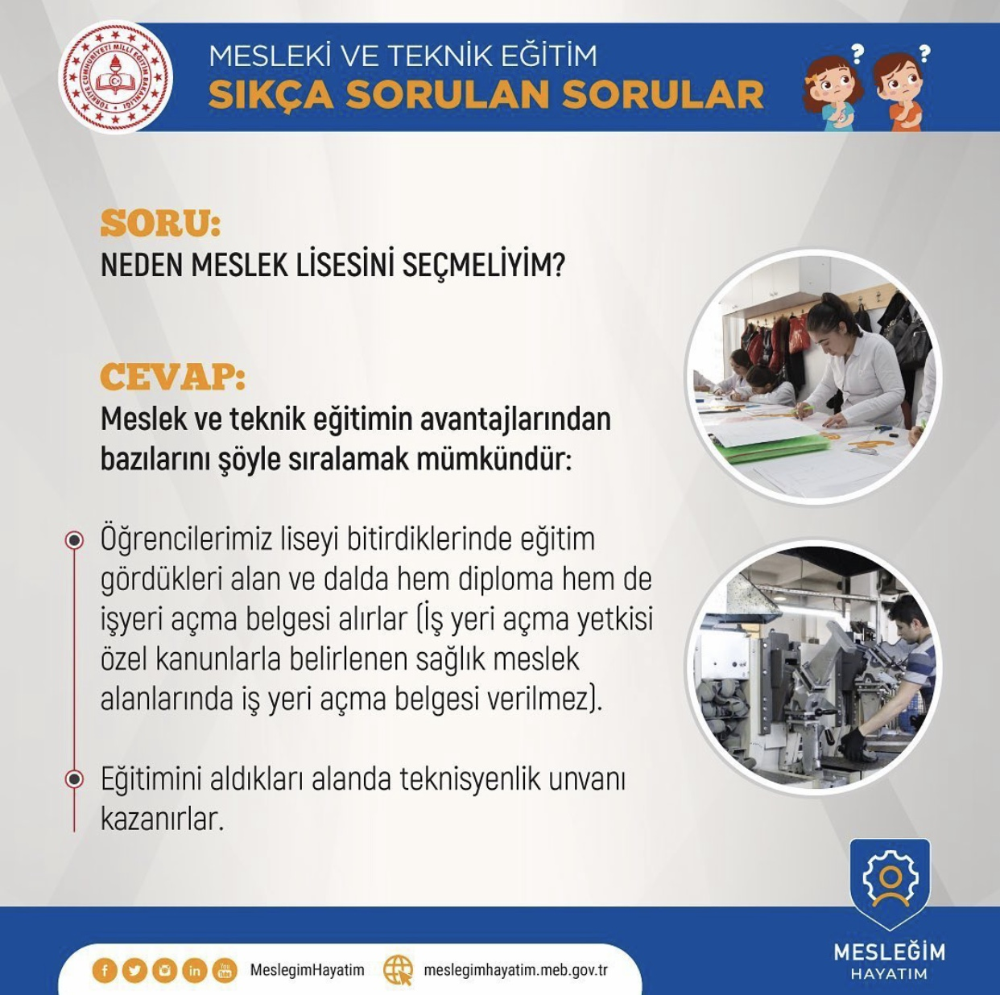 TÜRKİYE CUMHURİYETİ MİLLÎ EĞİTİM BAKANLIĞI
MESLEKİ VE TEKNİK EĞİTİM
SIKÇA SORULAN SORULAR
? ?
SORU:
NEDEN MESLEK LİSESİNİ SEÇMELİYİM?
CEVAP:
Meslek ve teknik eğitimin avantajlarından
bazılarını şöyle sıralamak mümkündür:
Öğrencilerimiz liseyi bitirdiklerinde eğitim
gördükleri alan ve dalda hem diploma hem de
işyeri açma belgesi alırlar (İş yeri açma yetkisi
özel kanunlarla belirlenen sağlık meslek
alanlarında iş yeri açma belgesi verilmez).
Eğitimini aldıkları alanda teknisyenlik unvanı
kazanırlar.
MESLEĞİM
HAYATIM
f in You Tube MeslegimHayatim meslegimhayatim.meb.gov.tr